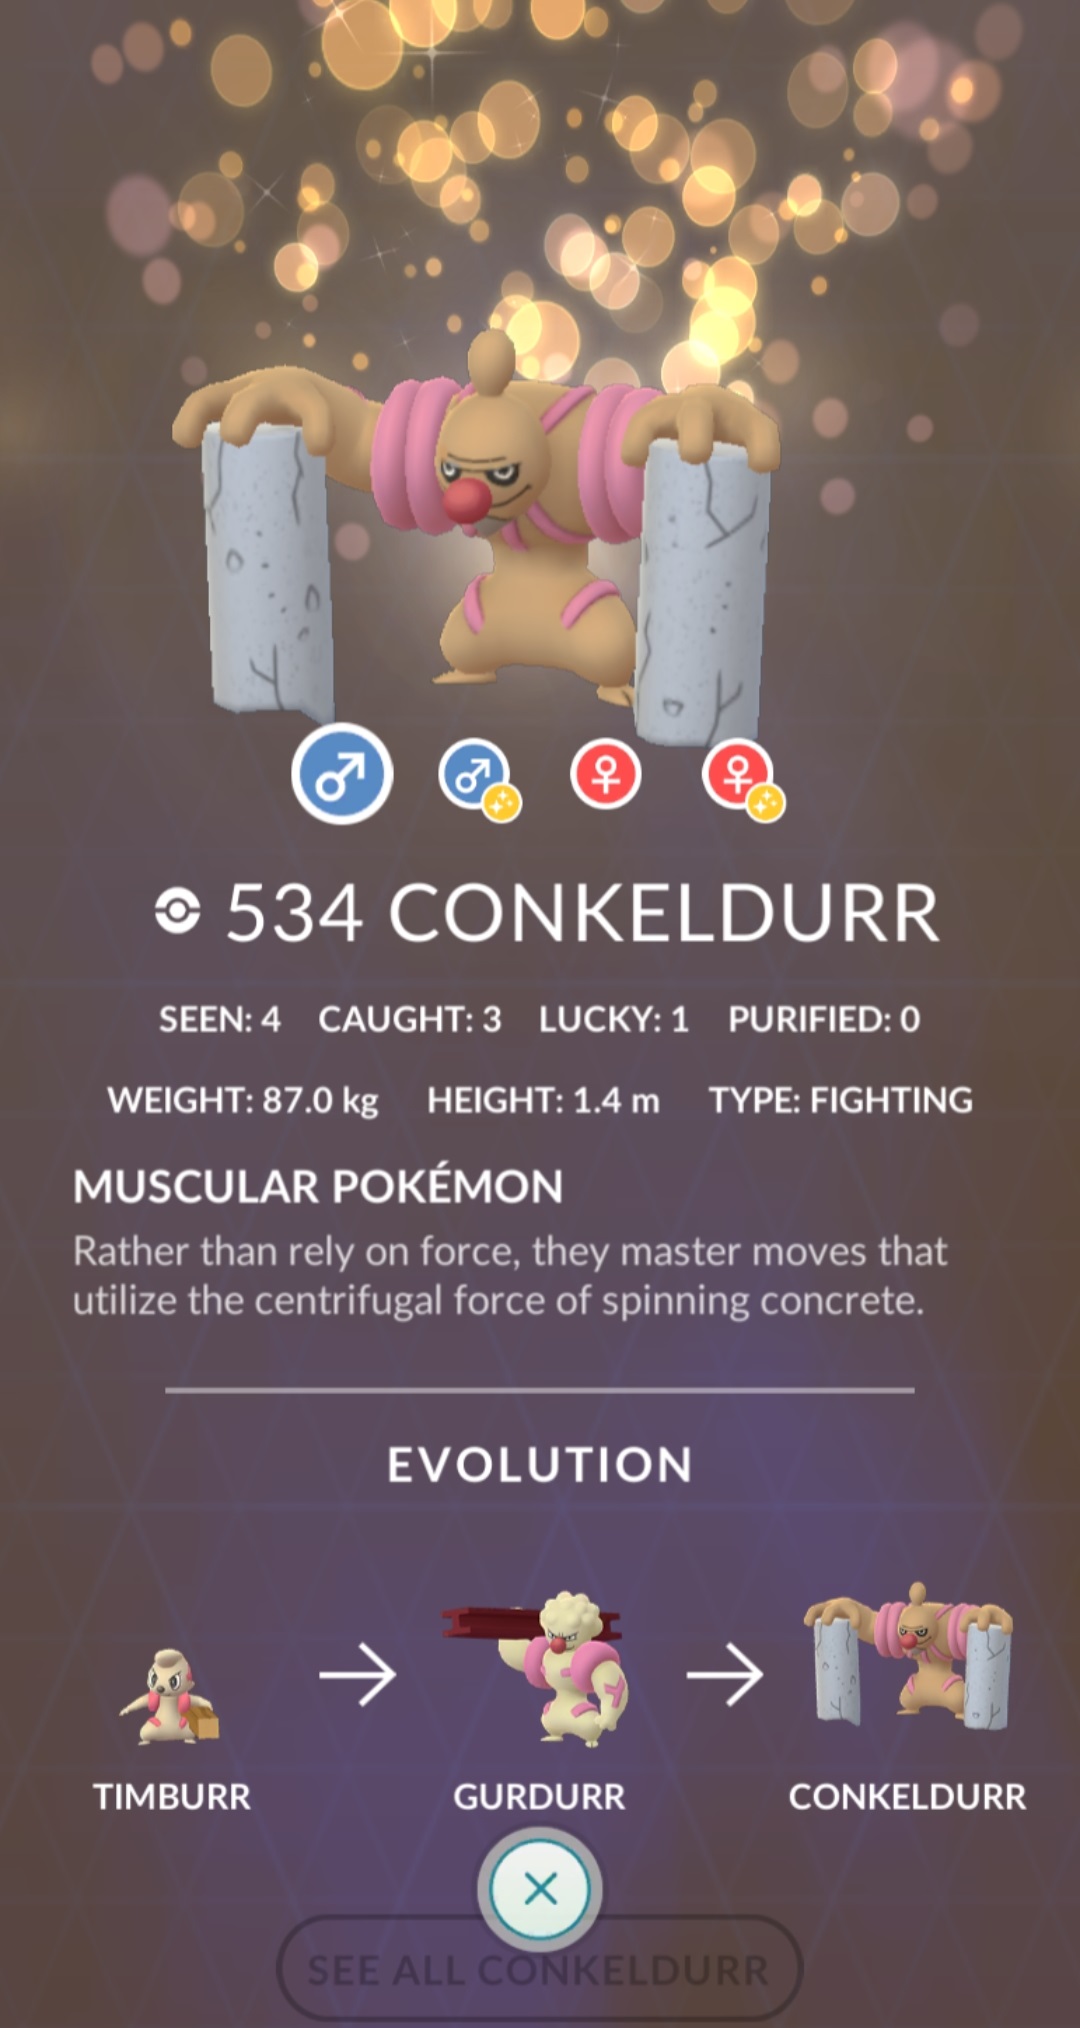 534 CONKELDURR
SEEN: 4 CAUGHT: 3 LUCKY: 1 PURIFIED: 0
WEIGHT: 87.0 kg HEIGHT: 1.4 m TYPE: FIGHTING
MUSCULAR POKÉMON
Rather than rely on force, they master moves that
utilize the centrifugal force of spinning concrete.
EVOLUTION
TIMBURR GURDURR CONKELDURR
SEE ALL CONKELDURR